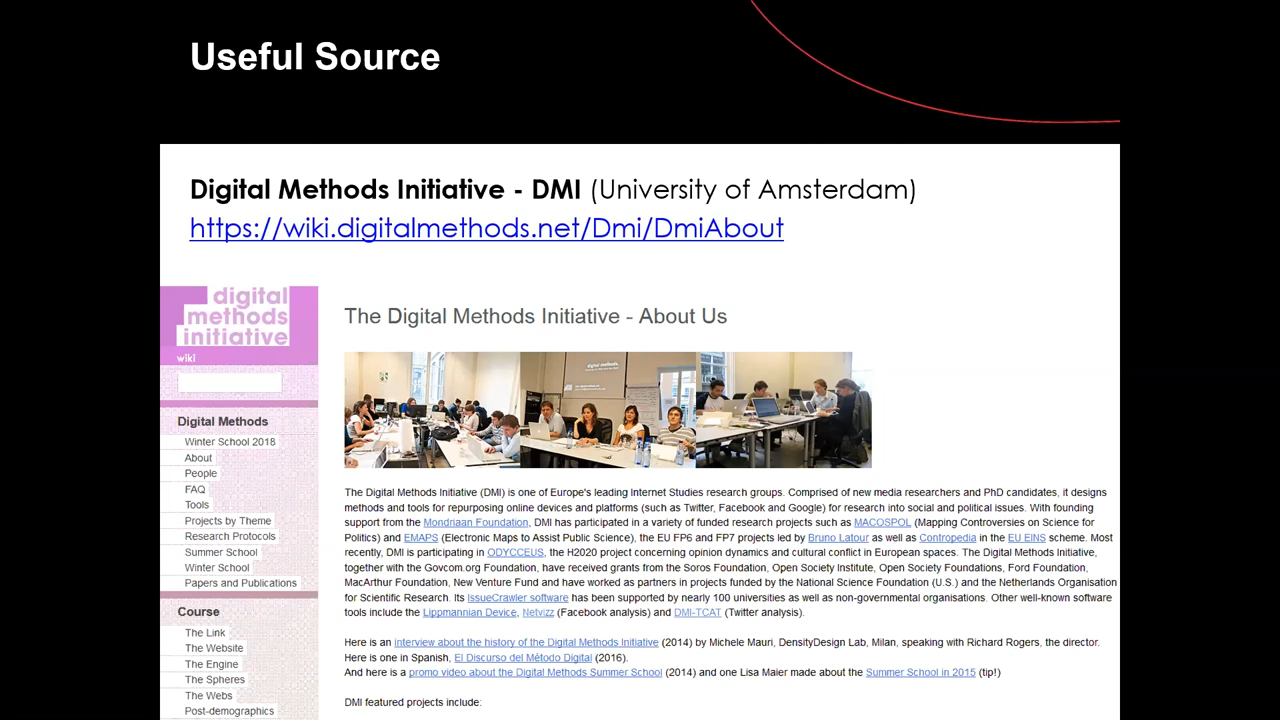 Useful Source
Digital Methods Initiative - DMI (University of Amsterdam)
https://wiki.digitalmethods.net/Dmi/DmiAbout
digital
methods
initiative
wiki
Digital Methods
Winter School 2018
About
People
FAQ
Tools
Projects by Theme
Research Protocols
Summer School
Winter School
Papers and Publications
Course
The Link
The Website
The Engine
The Spheres
The Webs
Post-demographics
The Digital Methods Initiative - About Us
The Digital Methods Initiative (DMI) is one of Europe's leading Internet Studies research groups. Comprised of new media researchers and PhD candidates, it designs
methods and tools for repurposing online devices and platforms (such as Twitter, Facebook and Google) for research into social and political issues. With founding
support from the Mondriaan Foundation, DMI has participated in a variety of funded research projects such as MACOSPOL (Mapping Controversies on Science for
Politics) and EMAPS (Electronic Maps to Assist Public Science), the EU FP6 and FP7 projects led by Bruno Latour as well as Contropedia in the EU EINS scheme. Most
recently, DMI is participating in ODYCCEUS, the H2020 project concerning opinion dynamics and cultural conflict in European spaces. The Digital Methods Initiative,
together with the Govcom.org Foundation, have received grants from the Soros Foundation, Open Society Institute, Open Society Foundations, Ford Foundation,
MacArthur Foundation, New Venture Fund and have worked as partners in projects funded by the National Science Foundation (U.S.) and the Netherlands Organisation
for Scientific Research. Its IssueCrawler software has been supported by nearly 100 universities as well as non-governmental organisations. Other well-known software
tools include the Lippmannian Device, Netvizz (Facebook analysis) and DMI-TCAT (Twitter analysis).
Here is an interview about the history of the Digital Methods Initiative (2014) by Michele Mauri, DensityDesign Lab, Milan, speaking with Richard Rogers, the director.
Here is one in Spanish, El Discurso del Método Digital (2016).
And here is a promo video about the Digital Methods Summer School (2014) and one Lisa Maier made about the Summer School in 2015 (tip!)
DMI featured projects include: